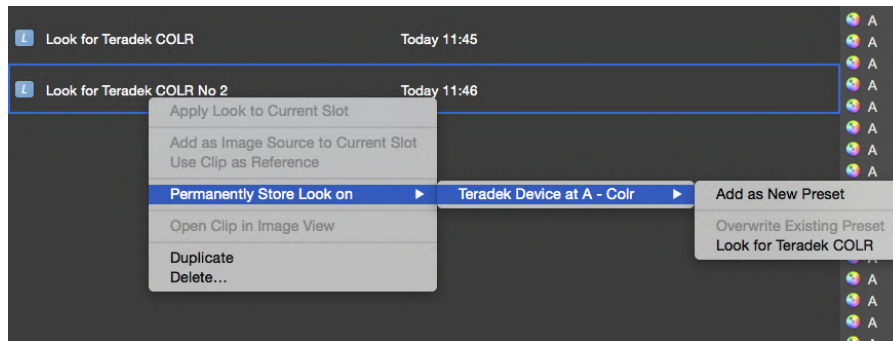 L Look for Teradek COLR Today 11:45
L Look for Teradek COLR No 2 Today 11:46
Apply Look to Current Slot
Add as Image Source to Current Slot
Use Clip as Reference
Permanently Store Look on
Teradek Device at A - Colr
Add as New Preset
Open Clip in Image View
Overwrite Existing Preset
Look for Teradek COLR
Duplicate
Delete...
A
A
A
A
A
A
A
A
A
A
A
A